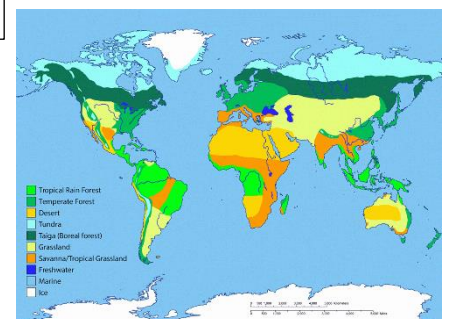 Tropical Rain Forest
Temperate Forest
Desert
Tundra
Taiga (Boreal forest)
Grassland
Savanna/Tropical Grassland
Freshwater
Marine
Ice